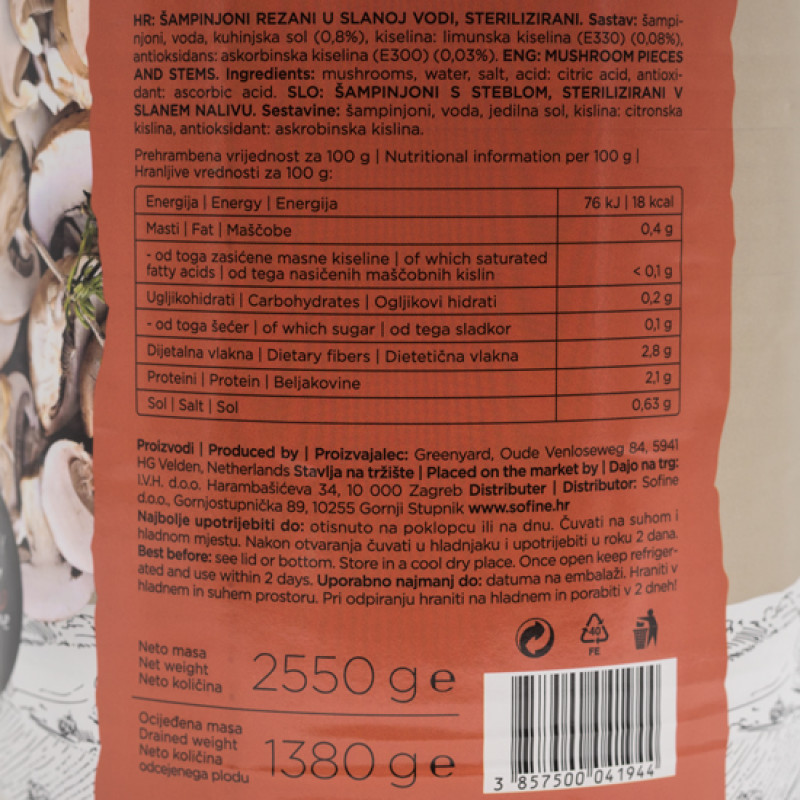 HR: ŠAMPINJONI REZANI U SLANOJ VODI, STERILIZIRANI. Sastav: šampi-
njoni, voda, kuhinjska sol (0,8%), kiselina: limunska kiselina (E330) (0,08%),
antioksidans: askorbinska kiselina (E300) (0,03%). ENG: MUSHROOM PIECES
AND STEMS. Ingredients: mushrooms, water, salt, acid: citric acid, antioxi-
dant: ascorbic acid. SLO: ŠAMPINJONI S STEBLOM, STERILIZIRANI V
SLANEM NALIVU. Sestavine: šampinjoni, voda, jedilna sol, kislina: citronska
kislina, antioksidant: askrobinska kislina.
Prehrambena vrijednost za 100 g | Nutritional information per 100 g |
Hranljive vrednosti za 100 g:
Energija | Energy | Energija 76 kJ | 18 kcal
Masti | Fat | Maščobe 0,4 g
- od toga zasićene masne kiseline | of which saturated
fatty acids | od tega nasičenih maščobnih kislin < 0,1 g
Ugljikohidrati | Carbohydrates | Ogljikovi hidrati 0,2 g
- od toga šećer | of which sugar | od tega sladkor 0,1 g
Dijetalna vlakna | Dietary fibers | Dietetična vlakna 2,8 g
Proteini | Protein | Beljakovine 2,1 g
Sol | Salt | Sol 0,63 g
Proizvodi | Produced by | Proizvajalec: Greenyard, Oude Venloseweg 84, 5941
HG Velden, Netherlands Stavlja na tržište | Placed on the market by | Dajo na trg:
I.V.H. d.o.o. Harambašićeva 34, 10 000 Zagreb Distributer | Distributor: Sofine
d.o.o., Gornjostupnička 89, 10255 Gornji Stupnik www.sofine.hr
Najbolje upotrijebiti do: otisnuto na poklopcu ili na dnu. Čuvati na suhom i
hladnom mjestu. Nakon otvaranja čuvati u hladnjaku i upotrijebiti u roku 2 dana.
Best before: see lid or bottom. Store in a cool dry place. Once open keep refriger-
ated and use within 2 days. Uporabno najmanj do: datuma na embalaži. Hraniti v
hladnem in suhem prostoru. Pri odpiranju hraniti na hladnem in porabiti v 2 dneh!
Neto masa
Net weight
Neto količina
2550 g e
40
FE
Ocijeđena masa
Drained weight
Neto količina
odcejenega plodu
1380 g e
3 857500 041944